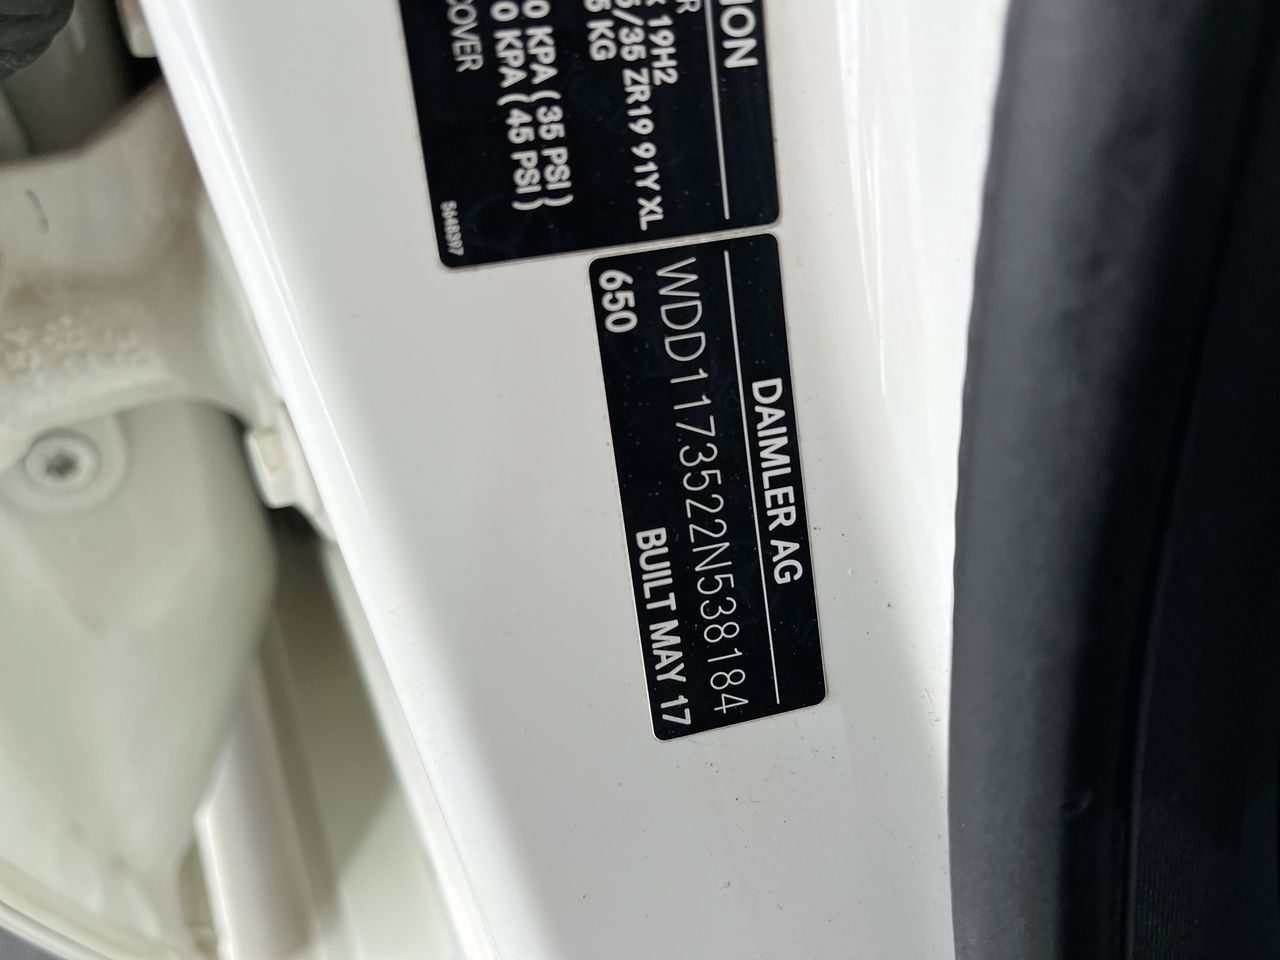 ION
R
19H2
/35 ZR19 91Y XL
5 KG
0 KPA ( 35 PSI )
0 KPA ( 45 PSI )
COVER
5648397
DAIMLER AG
WDD1173522N538184
650 BUILT MAY 17